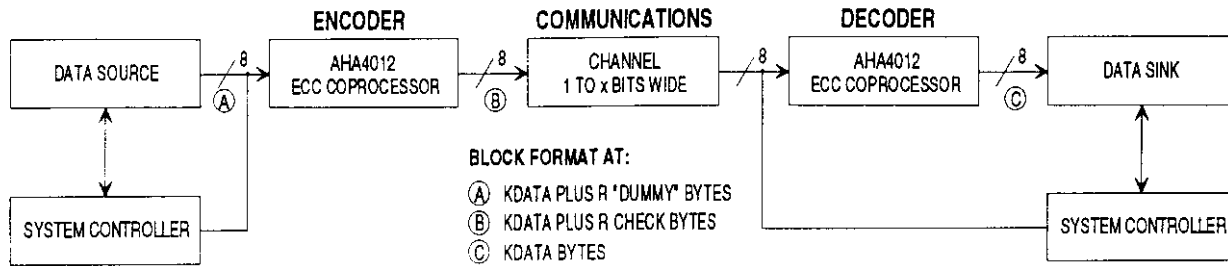 ENCODER
COMMUNICATIONS
DECODER
DATA SOURCE
8
A
AHA4012
ECC COPROCESSOR
8
B
CHANNEL
1 TO x BITS WIDE
8
AHA4012
ECC COPROCESSOR
8
C
DATA SINK
BLOCK FORMAT AT:
A KDATA PLUS R "DUMMY" BYTES
B KDATA PLUS R CHECK BYTES
C KDATA BYTES
SYSTEM CONTROLLER
SYSTEM CONTROLLER